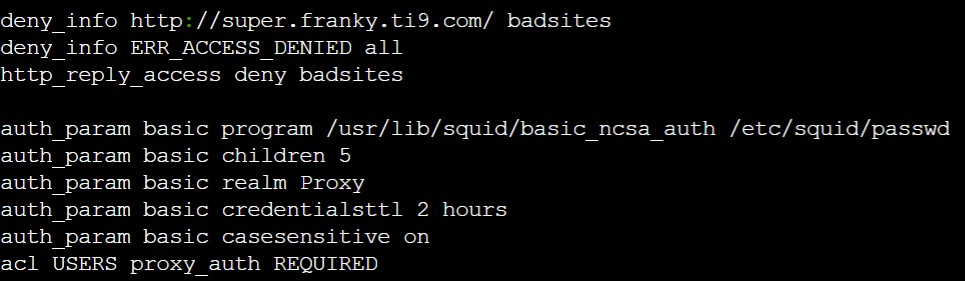 deny_info http://super.franky.ti9.com/ badsites
deny_info ERR_ACCESS_DENIED all
http_reply_access deny badsites
auth_param basic program /usr/lib/squid/basic_ncsa_auth /etc/squid/passwd
auth_param basic children 5
auth_param basic realm Proxy
auth_param basic credentialsttl 2 hours
auth_param basic casesensitive on
acl USERS proxy_auth REQUIRED